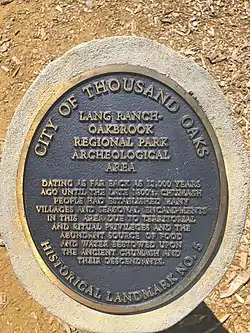 CITY OF THOUSAND OAKS
LANG RANCH-
OAKBROOK
REGIONAL PARK
ARCHEOLOGICAL
AREA
DATING AS FAR BACK AS 12,000 YEARS
AGO UNTIL THE LATE 1800'S CHUMASH
PEOPLE HAD ESTABLISHED MANY
VILLAGES AND SEASONAL ENCAMPMENTS
IN THIS AREA DUE TO TERRITORIAL
AND RITUAL PRIVILEGES AND THE
ABUNDANT SOURCE OF FOOD
AND WATER BESTOWED UPON
THE ANCIENT CHUMASH AND
THEIR DESCENDANTS.
HISTORICAL LANDMARK NO.